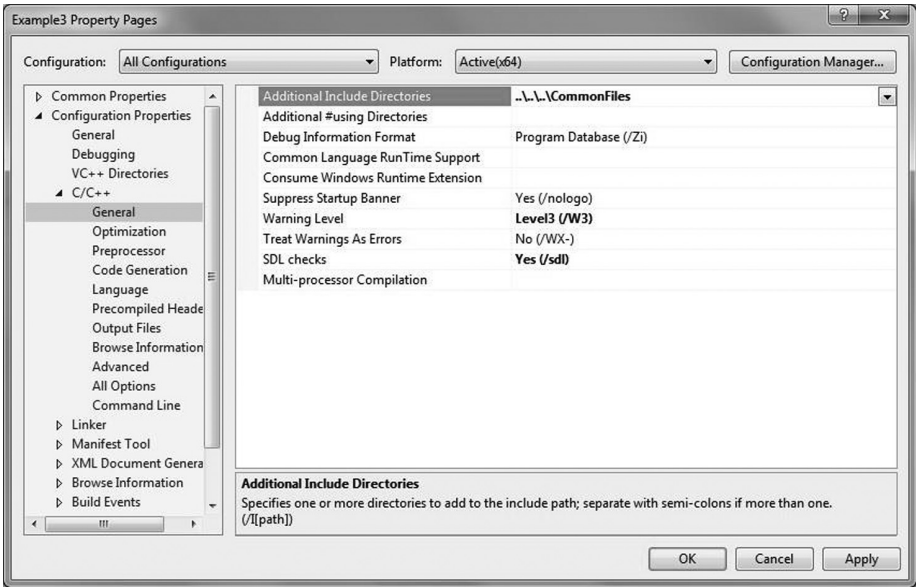 Example3 Property Pages
Configuration: All Configurations Platform: Active(x64) Configuration Manager...
Common Properties
Configuration Properties
General
Debugging
VC++ Directories
C/C++
General
Optimization
Preprocessor
Code Generation
Language
Precompiled Heade
Output Files
Browse Information
Advanced
All Options
Command Line
Linker
Manifest Tool
XML Document Genera
Browse Information
Build Events
Additional Include Directories ..\..\..\CommonFiles
Additional #using Directories
Debug Information Format Program Database (/Zi)
Common Language RunTime Support
Consume Windows Runtime Extension
Suppress Startup Banner Yes (/nologo)
Warning Level Level3 (/W3)
Treat Warnings As Errors No (/WX-)
SDL checks Yes (/sdl)
Multi-processor Compilation
Additional Include Directories
Specifies one or more directories to add to the include path; separate with semi-colons if more than one.
(/I[path])
OK Cancel Apply